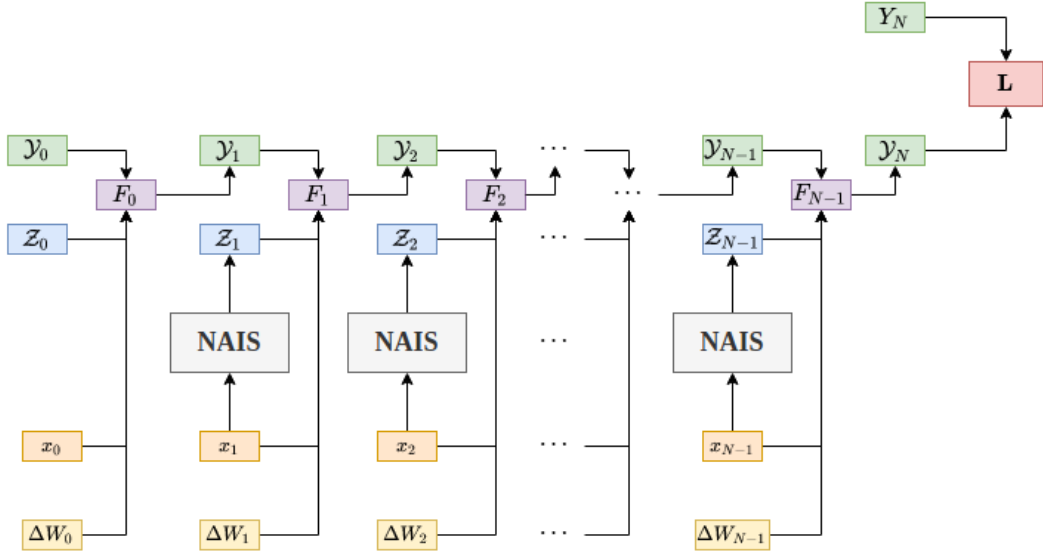 Y_N
L
𝒴_0 𝒴_1 𝒴_2 ⋯ 𝒴_{N−1} 𝒴_N
F_0 F_1 F_2 ⋯ F_{N−1}
𝒵_0 𝒵_1 𝒵_2 ⋯ 𝒵_{N−1}
NAIS NAIS ⋯ NAIS
x_0 x_1 x_2 ⋯ x_{N−1}
ΔW_0 ΔW_1 ΔW_2 ⋯ ΔW_{N−1}